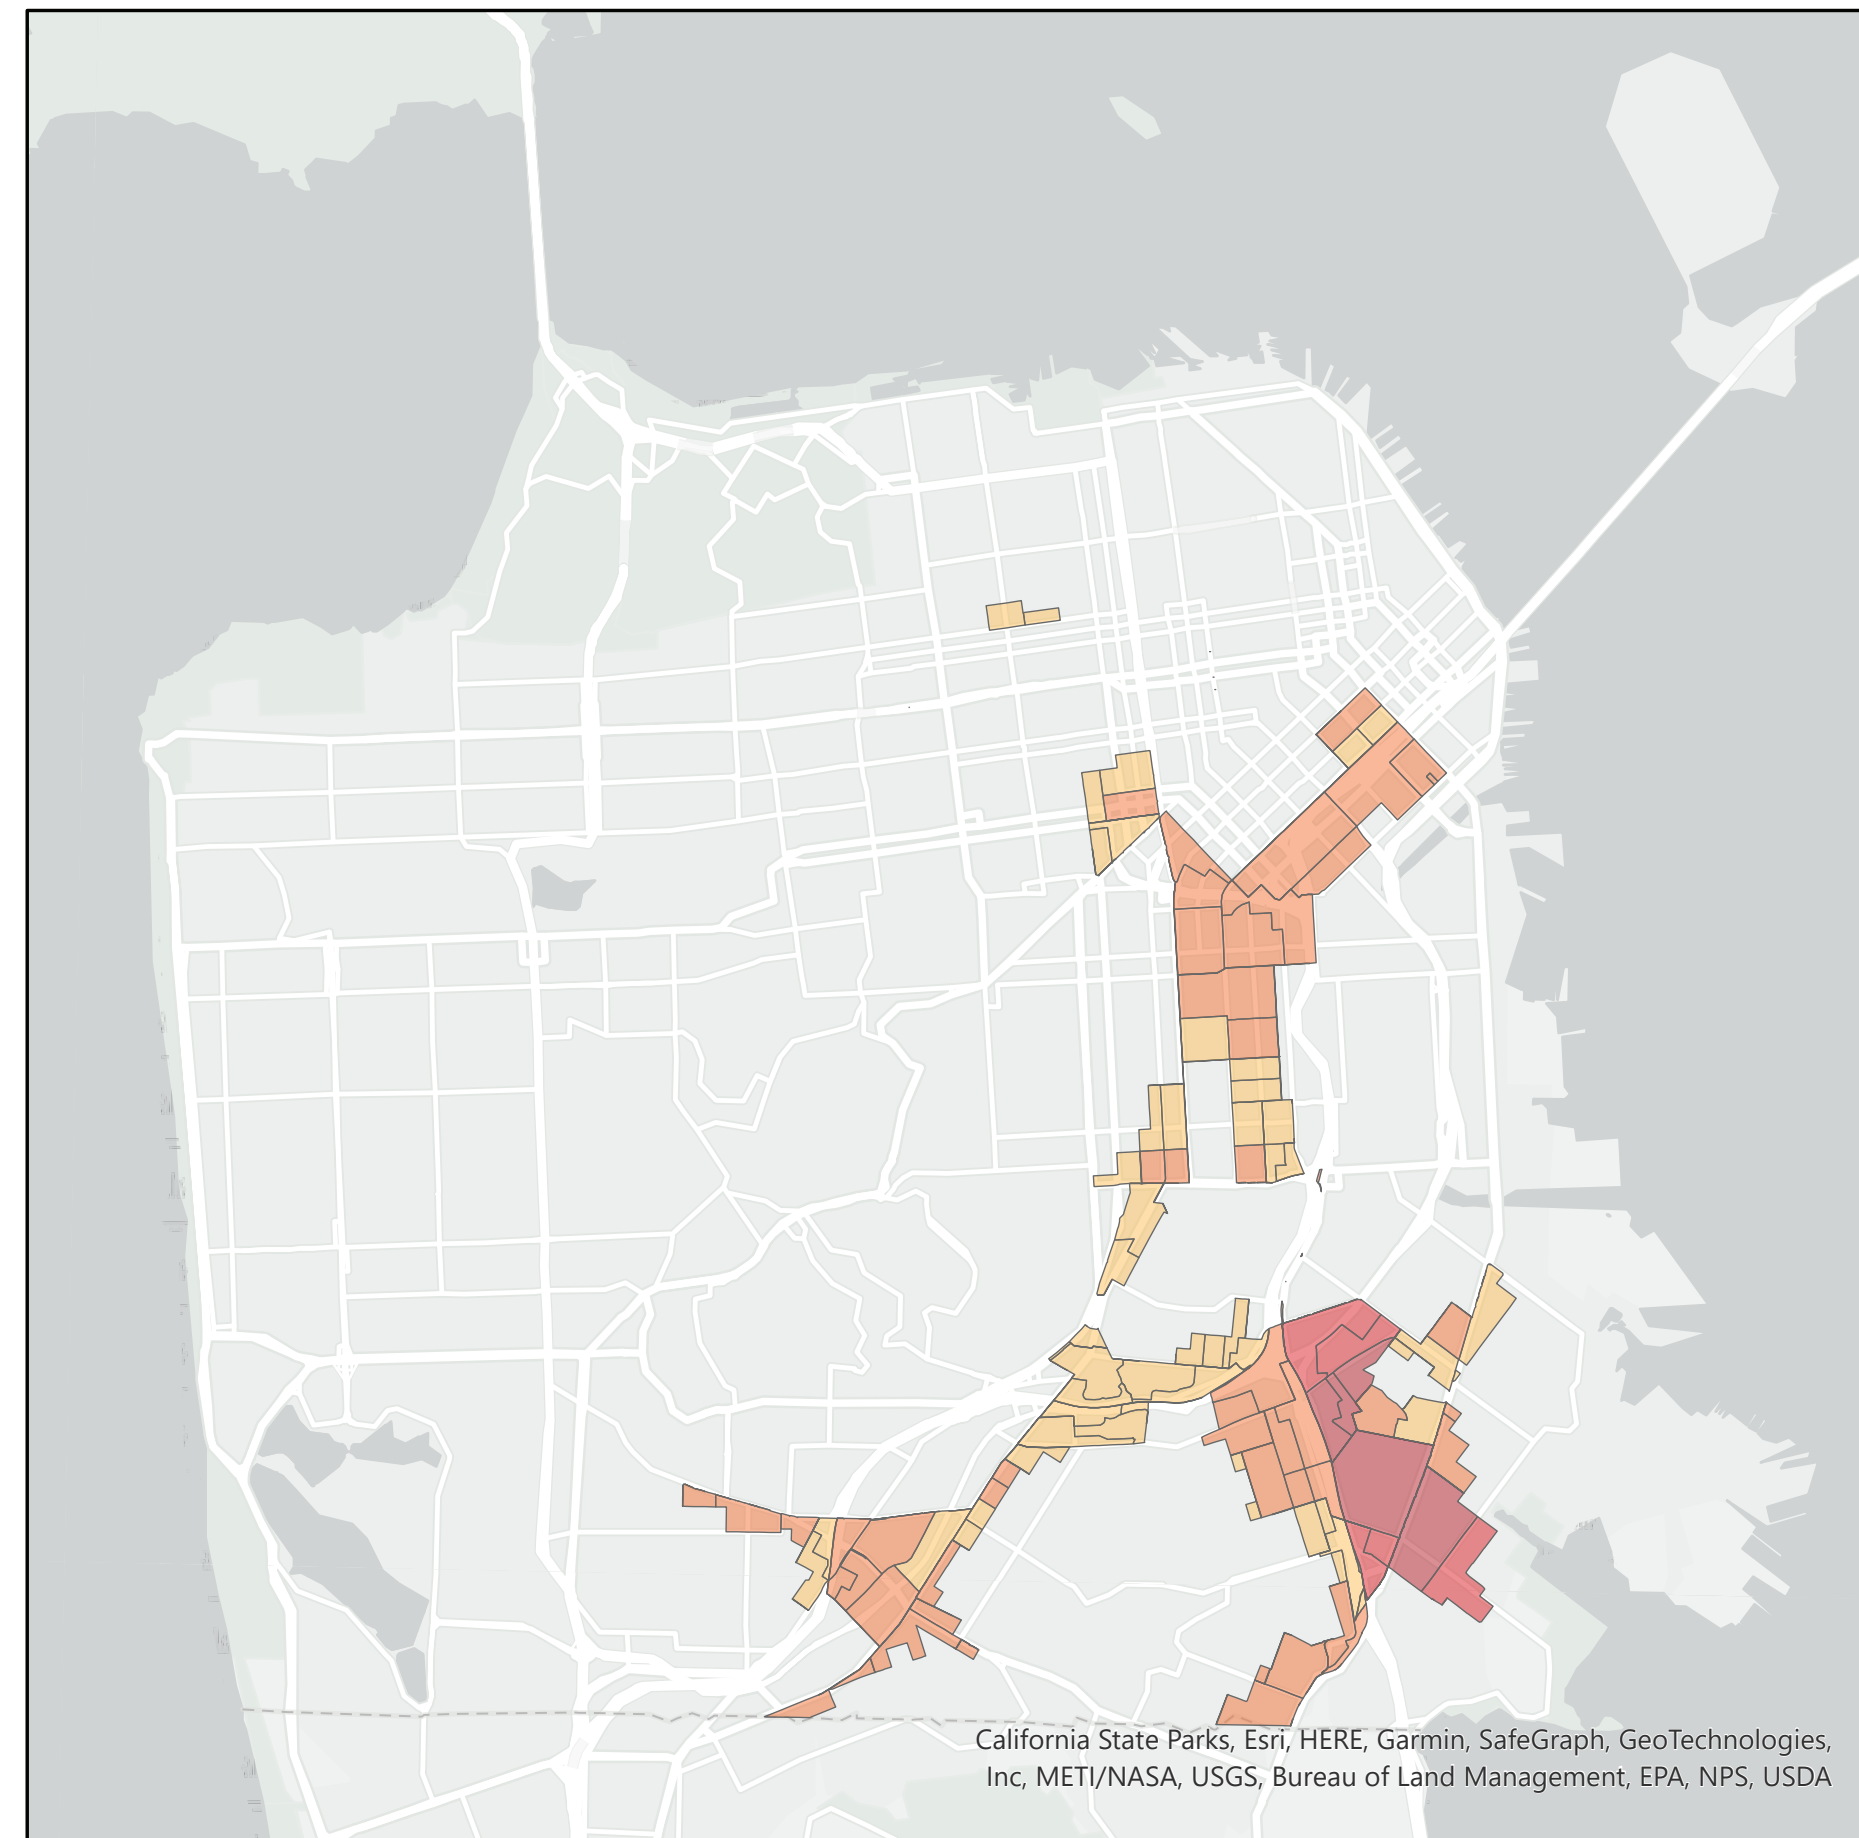 California State Parks, Esri, HERE, Garmin, SafeGraph, GeoTechnologies,
Inc, METI/NASA, USGS, Bureau of Land Management, EPA, NPS, USDA